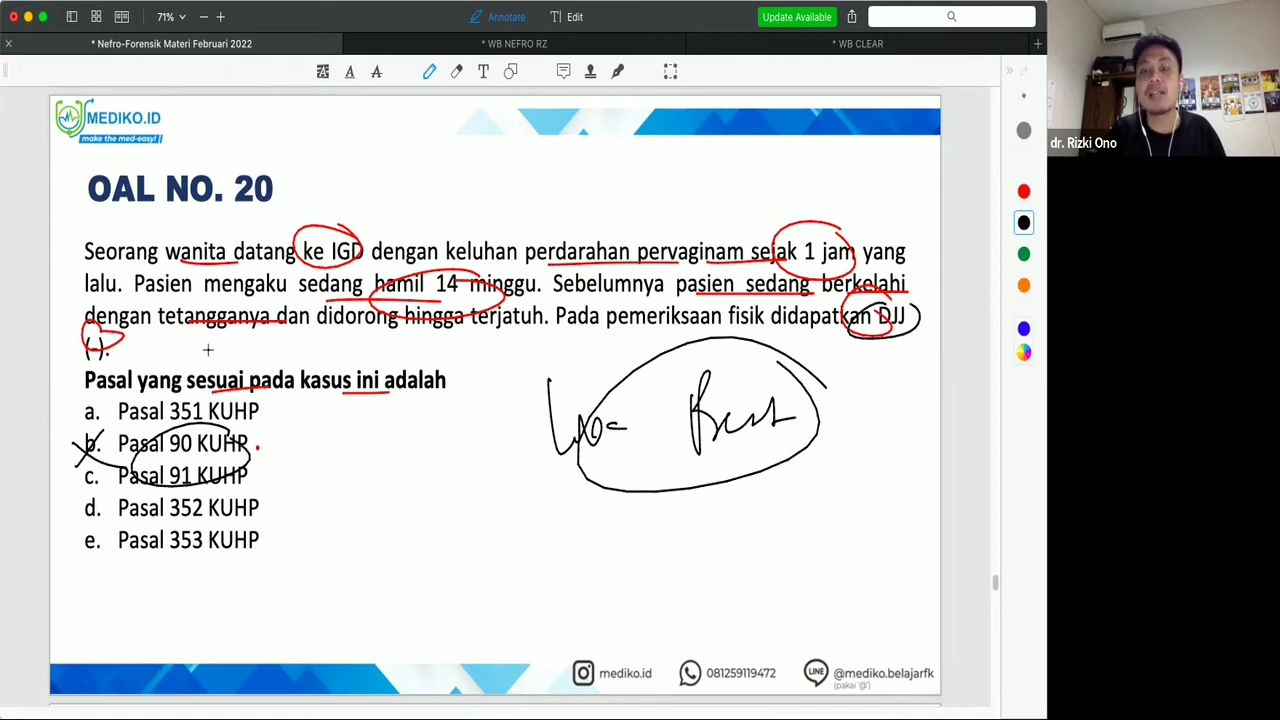 71%
Annotate
Edit
Update Available
* Nefro-Forensik Materi Februari 2022
* WB NEFRO RZ
* WB CLEAR
MEDIKO.ID
make the med-easy!
dr. Rizki Ono
OAL NO. 20
Seorang wanita datang ke IGD dengan keluhan perdarahan pervaginam sejak 1 jam yang
lalu. Pasien mengaku sedang hamil 14 minggu. Sebelumnya pasien sedang berkelahi
dengan tetangganya dan didorong hingga terjatuh. Pada pemeriksaan fisik didapatkan DJJ
(-).
Pasal yang sesuai pada kasus ini adalah
a. Pasal 351 KUHP
b. Pasal 90 KUHP
c. Pasal 91 KUHP
d. Pasal 352 KUHP
e. Pasal 353 KUHP
mediko.id
081259119472
LINE
@mediko.belajarfk
(pakai '@')